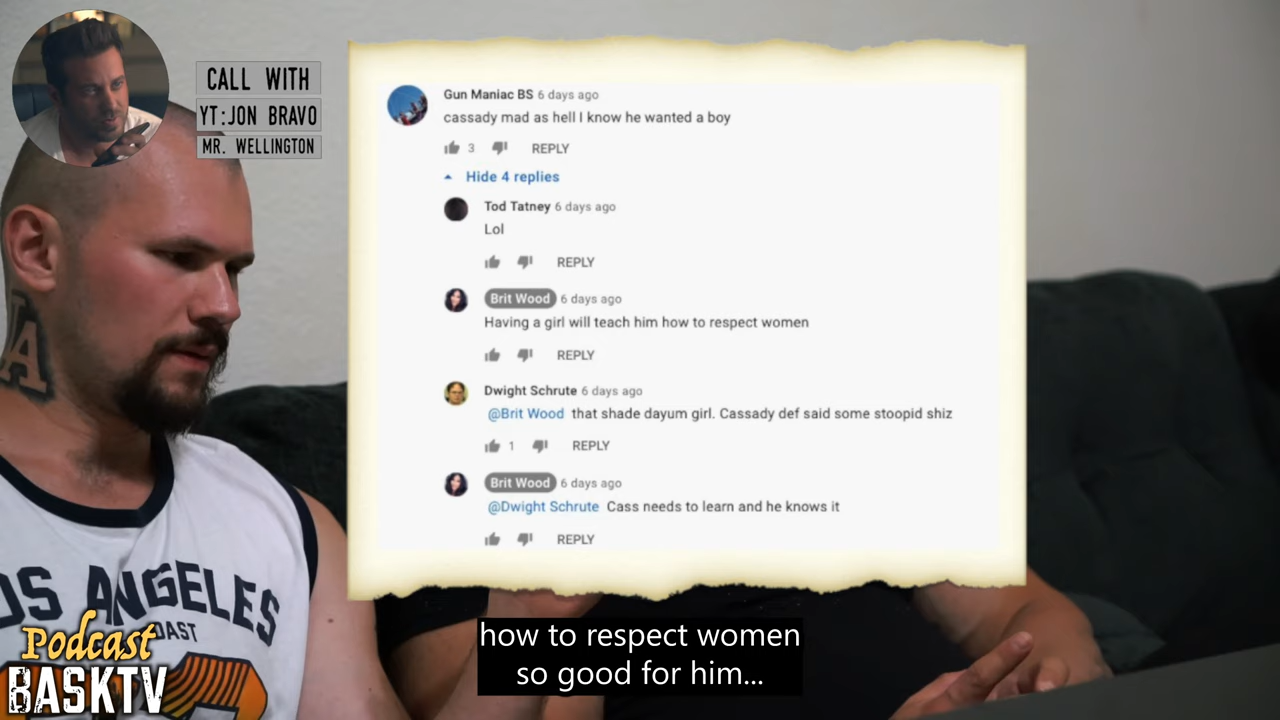 CALL WITH
YT:JON BRAVO
MR. WELLINGTON
Gun Maniac BS 6 days ago
cassady mad as hell I know he wanted a boy
3 REPLY
Hide 4 replies
Tod Tatney 6 days ago
Lol
REPLY
Brit Wood 6 days ago
Having a girl will teach him how to respect women
REPLY
Dwight Schrute 6 days ago
@Brit Wood that shade dayum girl. Cassady def said some stoopid shiz
1 REPLY
Brit Wood 6 days ago
@Dwight Schrute Cass needs to learn and he knows it
REPLY
A
LOS ANGELES
Podcast
BASKTV
how to respect women
so good for him...